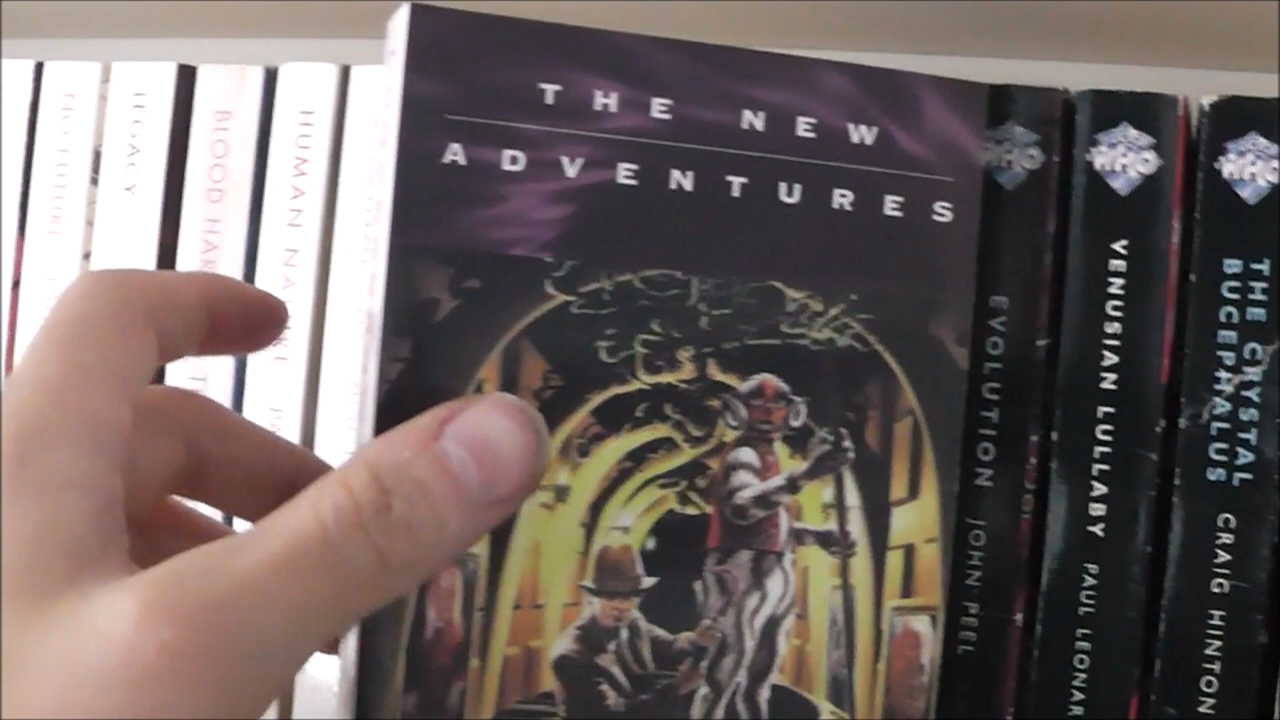 LEGACY
BLOOD HAR
HUMAN NA
THE NEW
ADVENTURES
WHO
EVOLUTION JOHN PEEL
WHO
VENUSIAN LULLABY PAUL LEONAR
WHO
THE CRYSTAL
BUCEPHALUS CRAIG HINTON